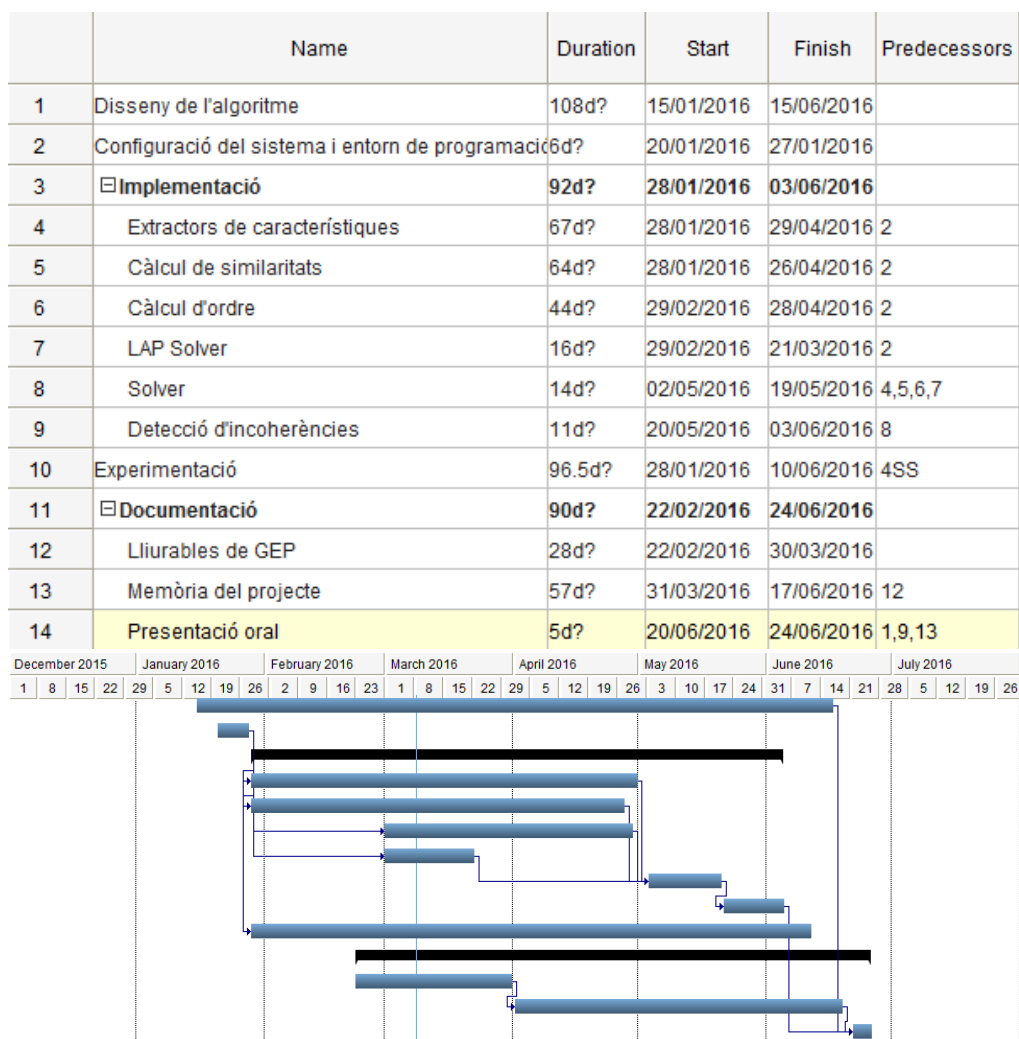 Name Duration Start Finish Predecessors
1 Disseny de l'algoritme 108d? 15/01/2016 15/06/2016
2 Configuració del sistema i entorn de programació 6d? 20/01/2016 27/01/2016
3 Implementació 92d? 28/01/2016 03/06/2016
4 Extractors de característiques 67d? 28/01/2016 29/04/2016 2
5 Càlcul de similaritats 64d? 28/01/2016 26/04/2016 2
6 Càlcul d'ordre 44d? 29/02/2016 28/04/2016 2
7 LAP Solver 16d? 29/02/2016 21/03/2016 2
8 Solver 14d? 02/05/2016 19/05/2016 4,5,6,7
9 Detecció d'incoherències 11d? 20/05/2016 03/06/2016 8
10 Experimentació 96.5d? 28/01/2016 10/06/2016 4SS
11 Documentació 90d? 22/02/2016 24/06/2016
12 Lliurables de GEP 28d? 22/02/2016 30/03/2016
13 Memòria del projecte 57d? 31/03/2016 17/06/2016 12
14 Presentació oral 5d? 20/06/2016 24/06/2016 1,9,13
December 2015 January 2016 February 2016 March 2016 April 2016 May 2016 June 2016 July 2016
1 8 15 22 29 5 12 19 26 2 9 16 23 1 8 15 22 29 5 12 19 26 3 10 17 24 31 7 14 21 28 5 12 19 26